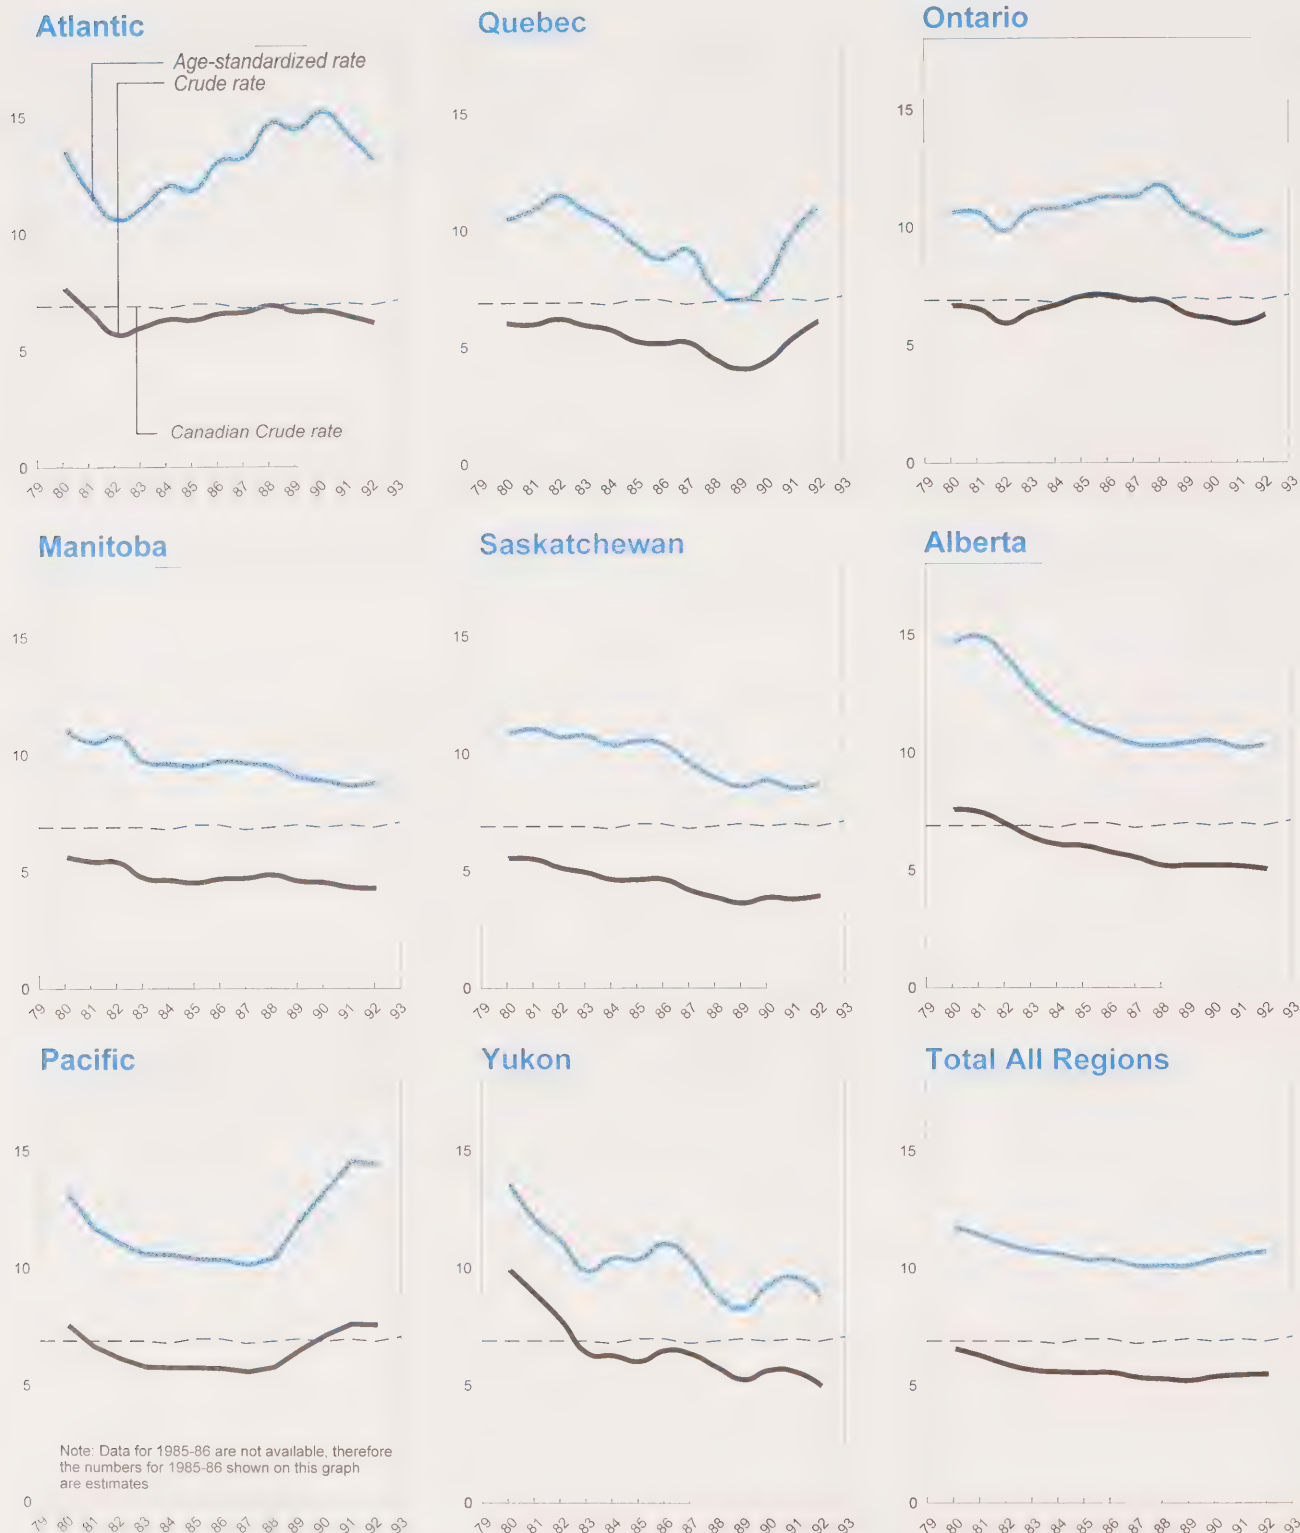 Atlantic
Age-standardized rate
Crude rate
15
10
5
Canadian Crude rate
0
79 80 81 82 83 84 85 86 87 88 89 90 91 92 93
Quebec
15
10
5
0
79 80 81 82 83 84 85 86 87 88 89 90 91 92 93
Ontario
15
10
5
0
79 80 81 82 83 84 85 86 87 88 89 90 91 92 93
Manitoba
15
10
5
0
79 80 81 82 83 84 85 86 87 88 89 90 91 92 93
Saskatchewan
15
10
5
0
79 80 81 82 83 84 85 86 87 88 89 90 91 92 93
Alberta
15
10
5
0
79 80 81 82 83 84 85 86 87 88 89 90 91 92 93
Pacific
15
10
5
Note: Data for 1985-86 are not available, therefore
the numbers for 1985-86 shown on this graph
are estimates
0
79 80 81 82 83 84 85 86 87 88 89 90 91 92 93
Yukon
15
10
5
0
79 80 81 82 83 84 85 86 87 88 89 90 91 92 93
Total All Regions
15
10
5
0
79 80 81 82 83 84 85 86 87 88 89 90 91 92 93